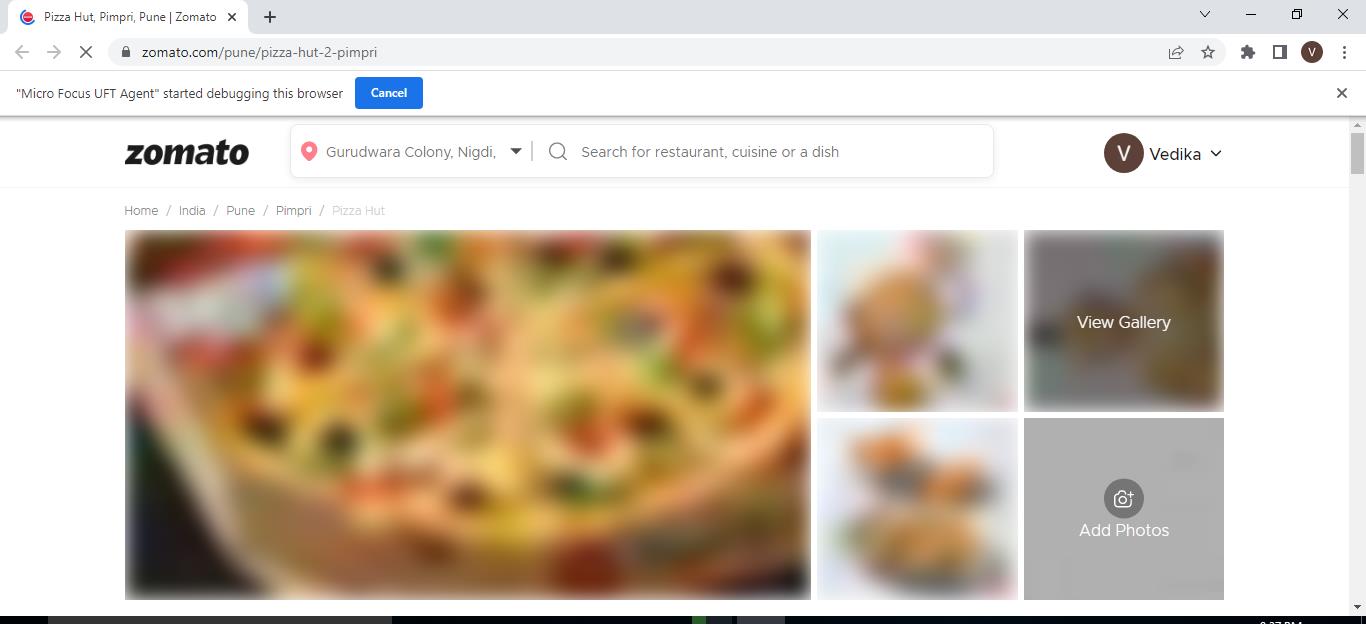 Pizza Hut, Pimpri, Pune | Zomato
zomato.com/pune/pizza-hut-2-pimpri
V
"Micro Focus UFT Agent" started debugging this browser
Cancel
zomato
Gurudwara Colony, Nigdi,
Search for restaurant, cuisine or a dish
V
Vedika
Home / India / Pune / Pimpri / Pizza Hut
View Gallery
Add Photos